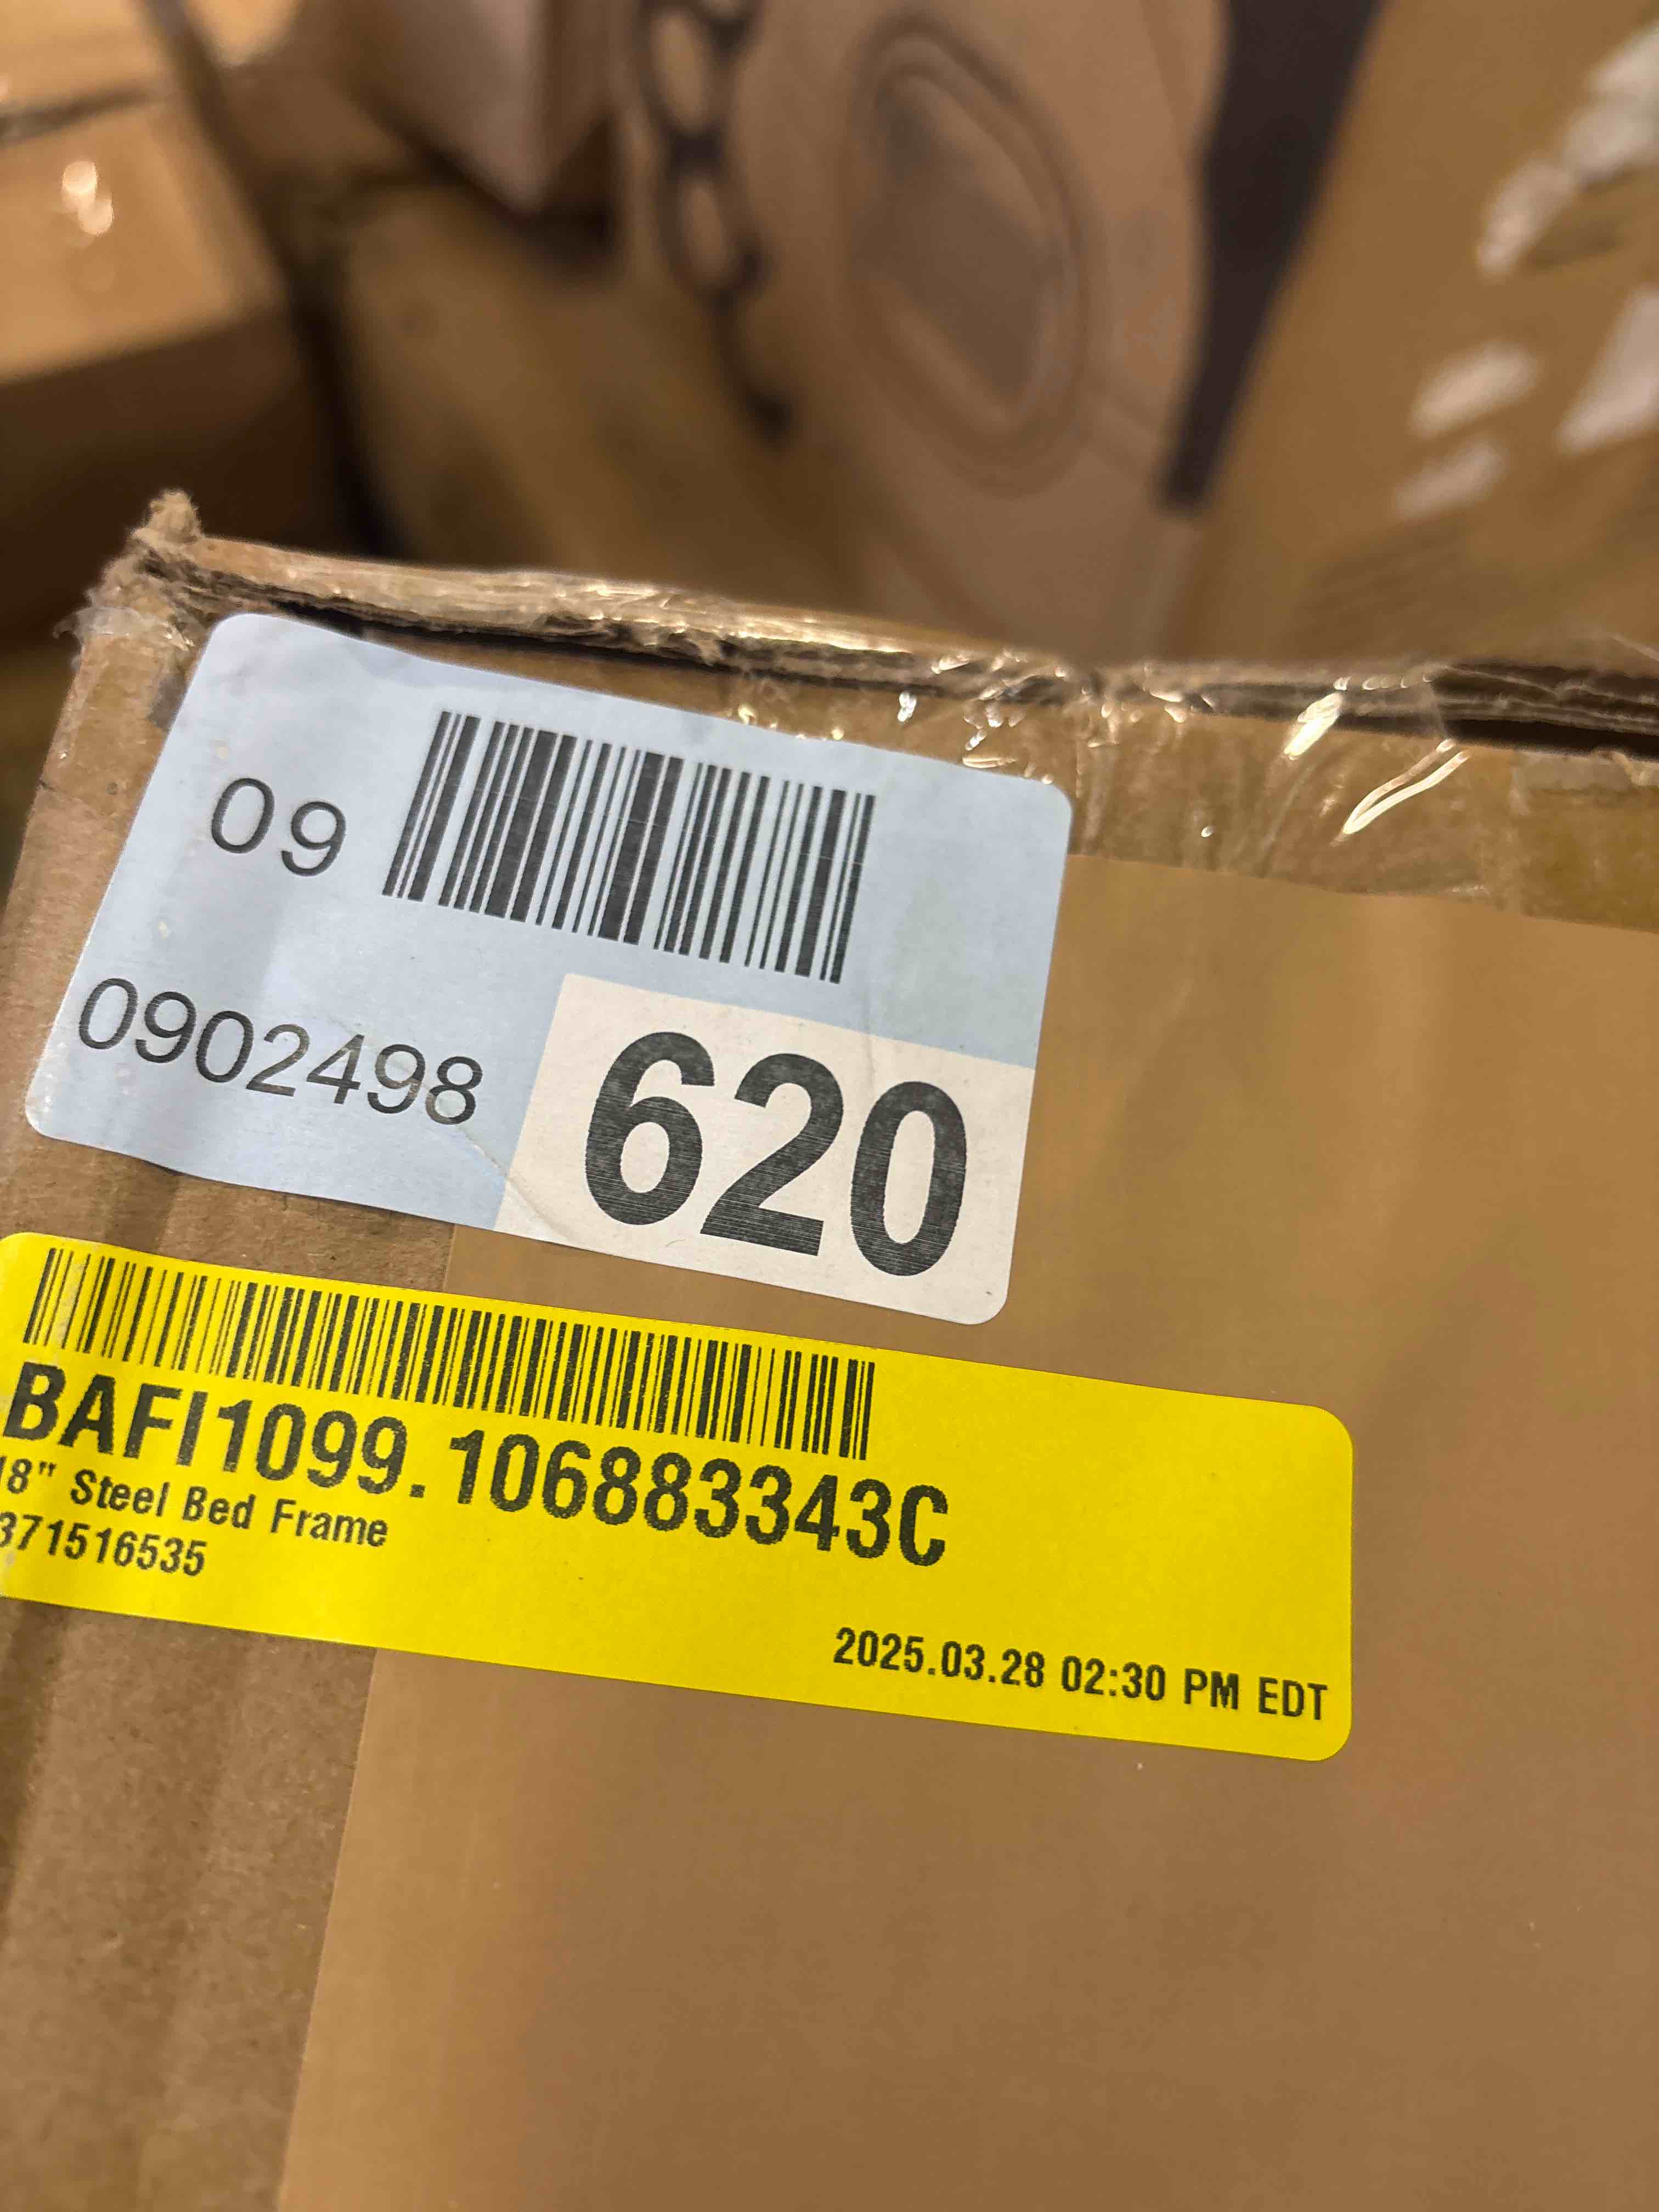 09
0902498
620
BAFI1099.106883343C
18" Steel Bed Frame
371516535
2025.03.28 02:30 PM EDT